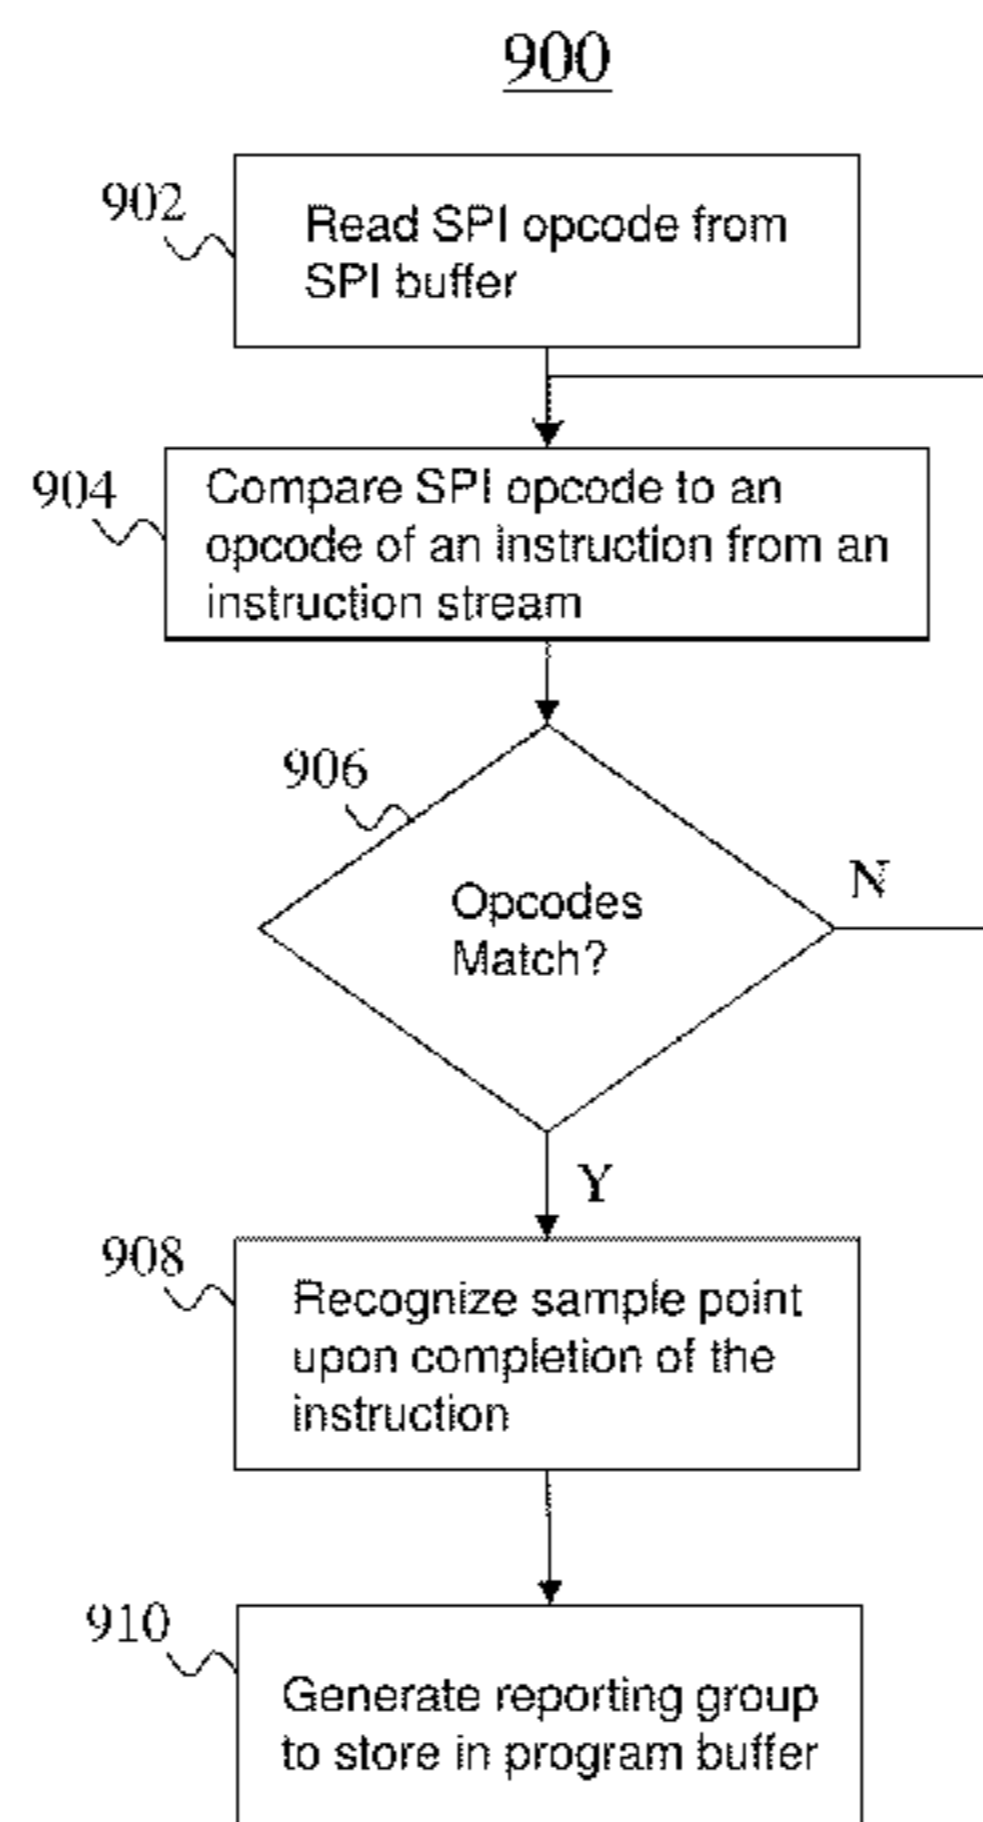 900
902
Read SPI opcode from
SPI buffer
904
Compare SPI opcode to an
opcode of an instruction from an
instruction stream
906
Opcodes
Match?
N
Y
908
Recognize sample point
upon completion of the
instruction
910
Generate reporting group
to store in program buffer